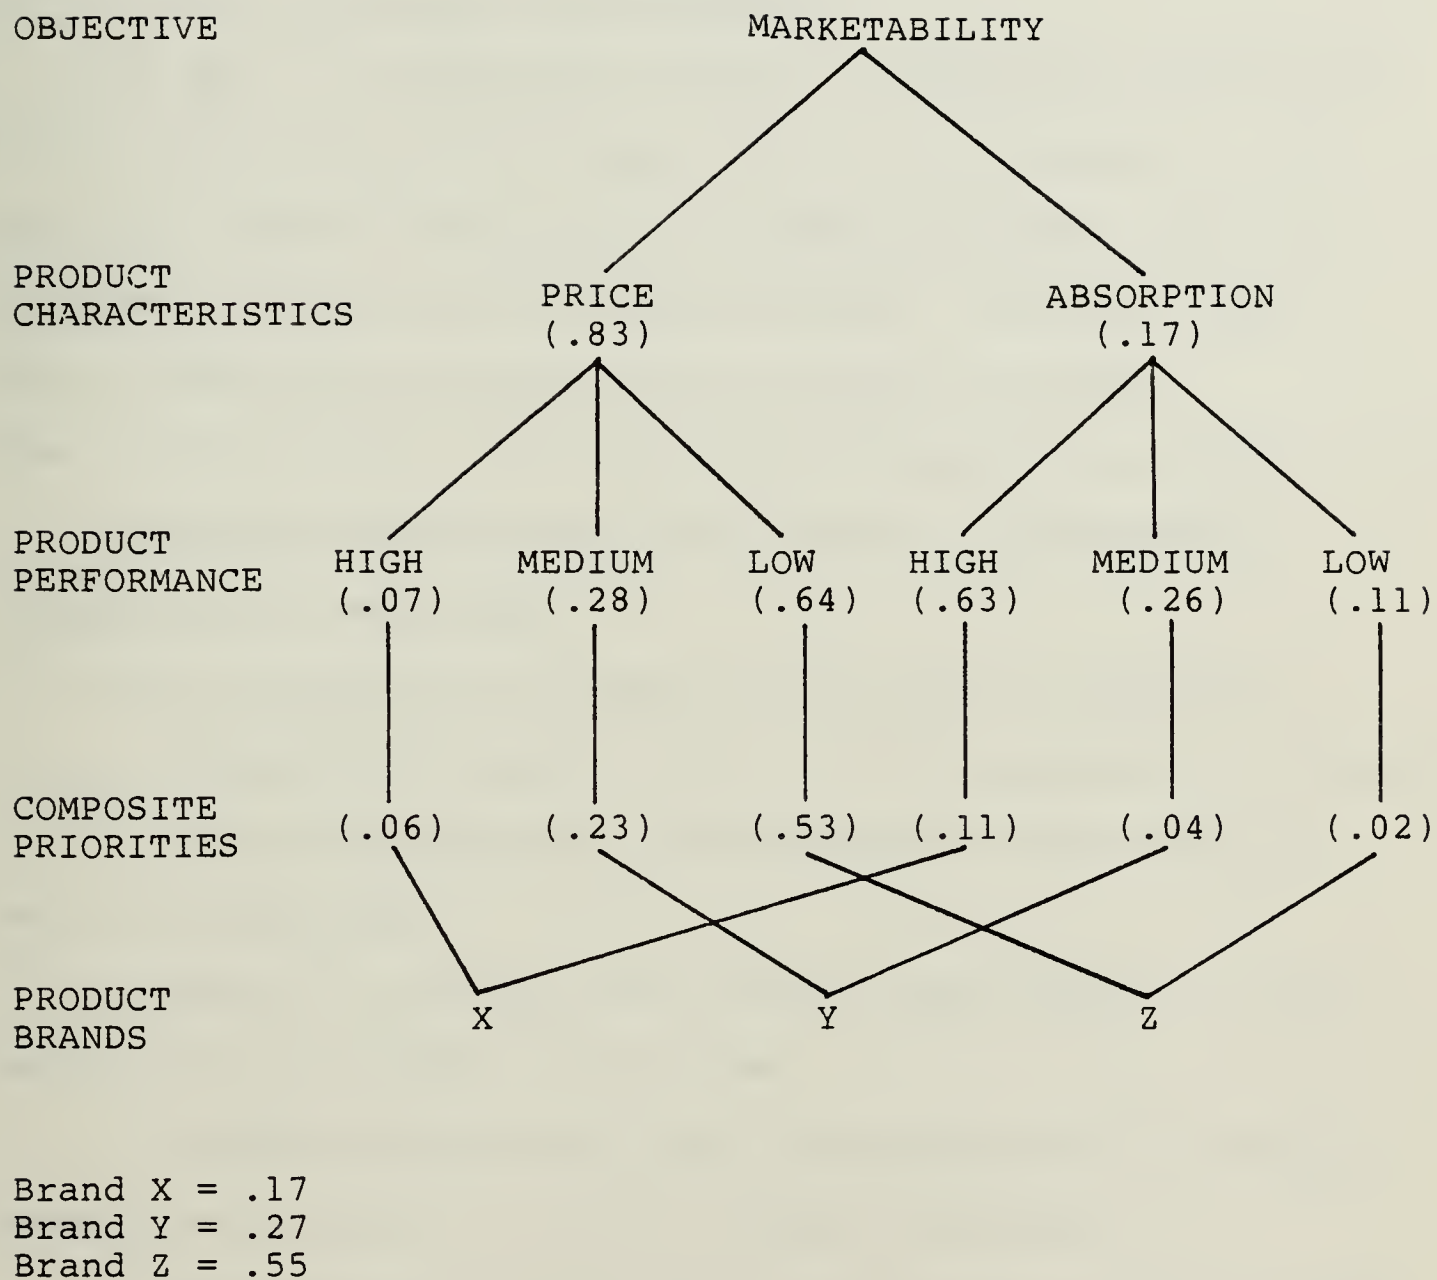 OBJECTIVE MARKETABILITY
PRODUCT
CHARACTERISTICS
PRICE ABSORPTION
(.83) (.17)
PRODUCT
PERFORMANCE
HIGH MEDIUM LOW HIGH MEDIUM LOW
(.07) (.28) (.64) (.63) (.26) (.11)
COMPOSITE
PRIORITIES
(.06) (.23) (.53) (.11) (.04) (.02)
PRODUCT
BRANDS
X Y Z
Brand X = .17
Brand Y = .27
Brand Z = .55